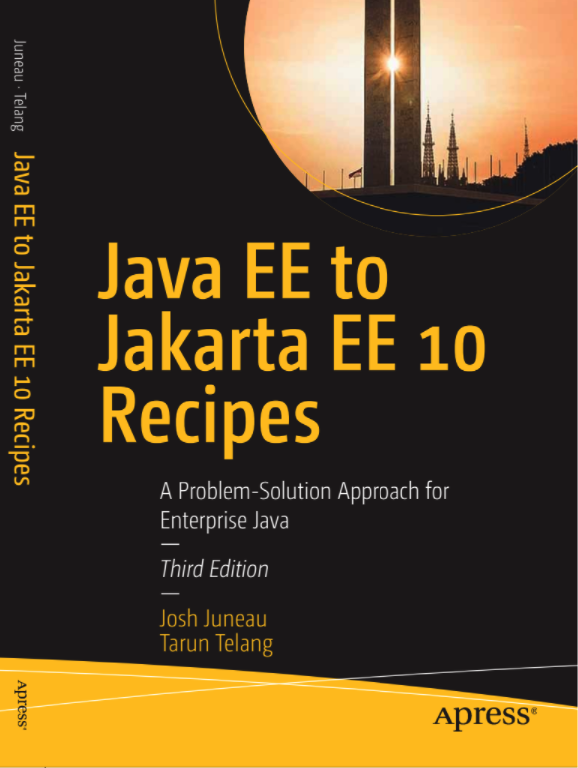 Juneau · Telang
Java EE to Jakarta EE 10 Recipes
Apress®
Java EE to
Jakarta EE 10
Recipes
A Problem-Solution Approach for
Enterprise Java
Third Edition
Josh Juneau
Tarun Telang
Apress®